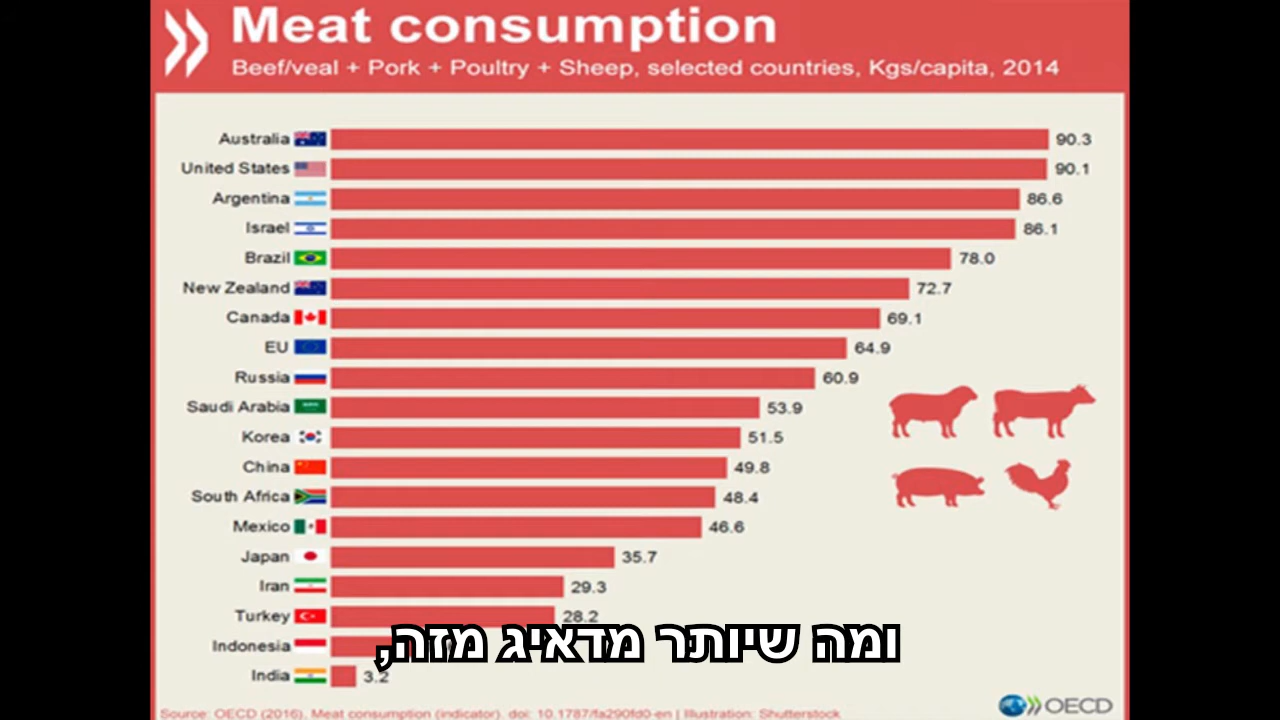 Meat consumption
Beef/veal + Pork + Poultry + Sheep, selected countries, Kgs/capita, 2014
Australia 90.3
United States 90.1
Argentina 86.6
Israel 86.1
Brazil 78.0
New Zealand 72.7
Canada 69.1
EU 64.9
Russia 60.9
Saudi Arabia 53.9
Korea 51.5
China 49.8
South Africa 48.4
Mexico 46.6
Japan 35.7
Iran 29.3
Turkey 28.2
Indonesia
ומה שיותר מדאיג מזה,
India 3.2
OECD
Source: OECD (2016), Meat consumption (indicator). doi: 10.1787/fa290fd0-en | Illustration: Shutterstock